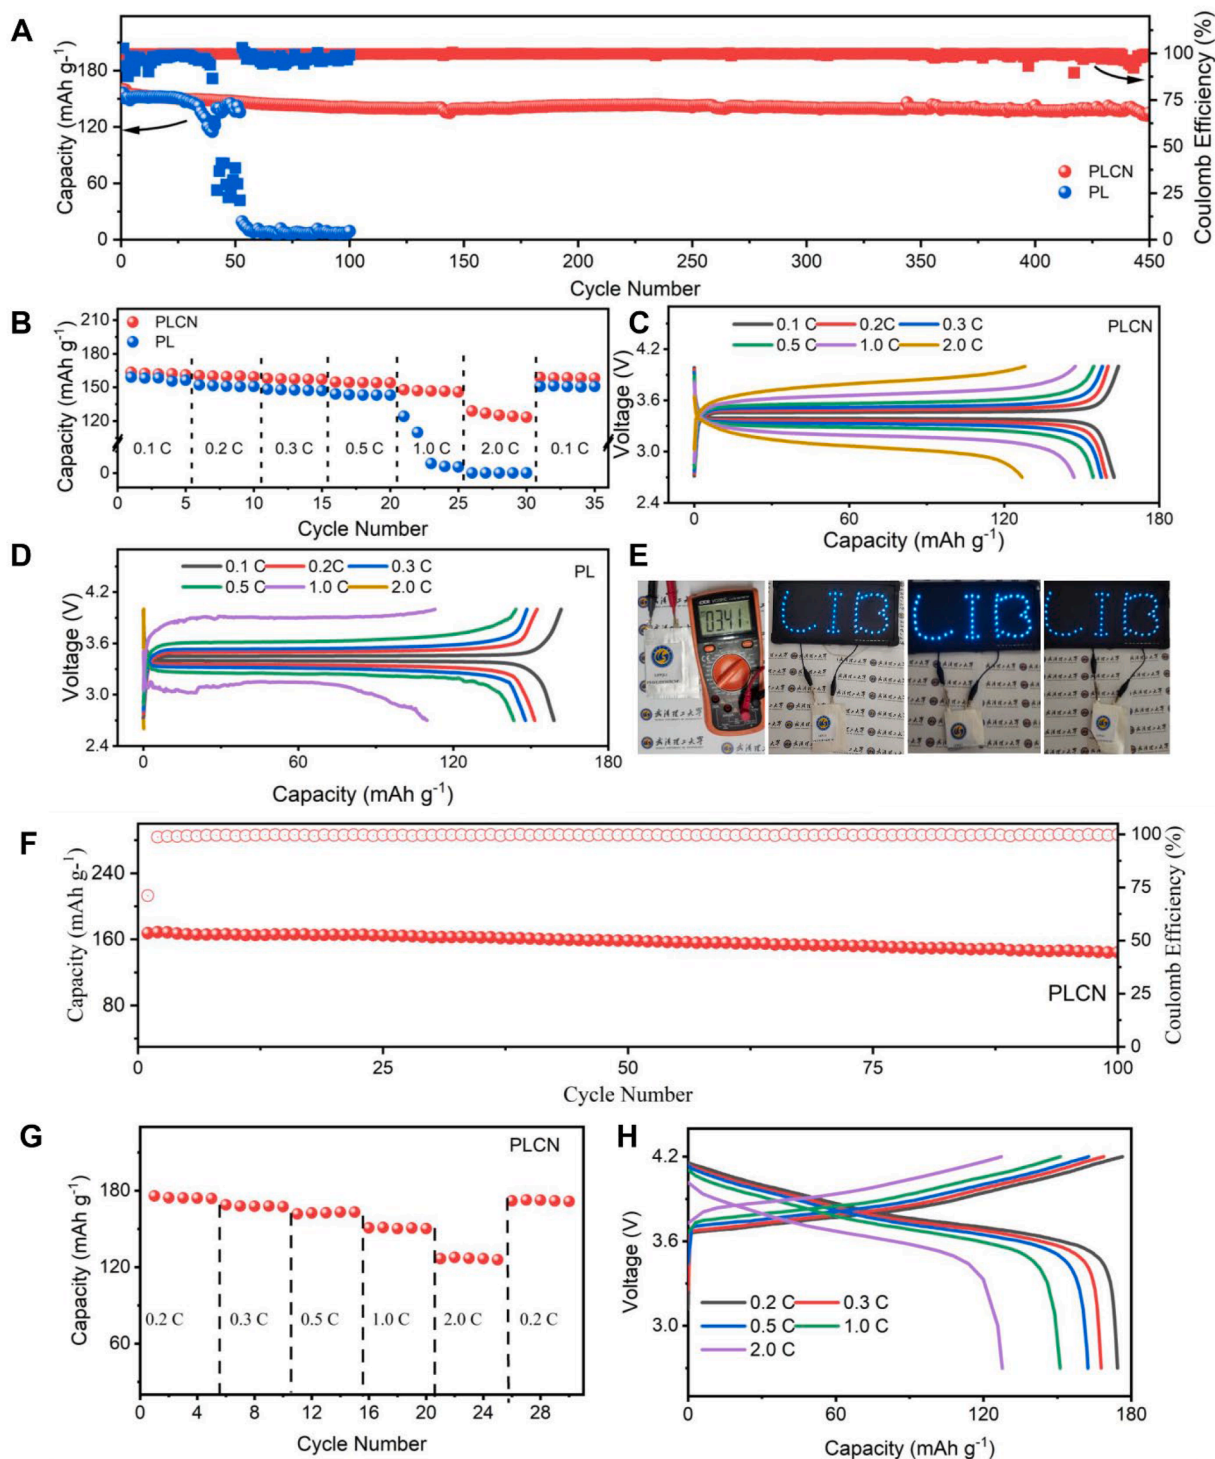 A
Capacity (mAh g-1)
180
120
60
0
100
75
50
25
0
Coulomb Efficiency (%)
PLCN
PL
0 50 100 150 200 250 300 350 400 450
Cycle Number
B
Capacity (mAh g-1)
210
180
150
120
0
PLCN
PL
0.1 C 0.2 C 0.3 C 0.5 C 1.0 C 2.0 C 0.1 C
0 5 10 15 20 25 30 35
Cycle Number
C
Voltage (V)
4.2
3.6
3.0
2.4
0.1 C 0.2C 0.3 C
0.5 C 1.0 C 2.0 C
PLCN
0 60 120 180
Capacity (mAh g-1)
D
Voltage (V)
4.2
3.6
3.0
2.4
0.1 C 0.2C 0.3 C
0.5 C 1.0 C 2.0 C
PL
0 60 120 180
Capacity (mAh g-1)
E
0341
LIB
LIB
LIB
武汉理工大学
F
Capacity (mAh g-1)
240
160
80
100
75
50
25
0
Coulomb Efficiency (%)
PLCN
0 25 50 75 100
Cycle Number
G
Capacity (mAh g-1)
180
120
60
PLCN
0.2 C 0.3 C 0.5 C 1.0 C 2.0 C 0.2 C
0 4 8 12 16 20 24 28
Cycle Number
H
Voltage (V)
4.2
3.6
3.0
0.2 C 0.3 C
0.5 C 1.0 C
2.0 C
0 60 120 180
Capacity (mAh g-1)